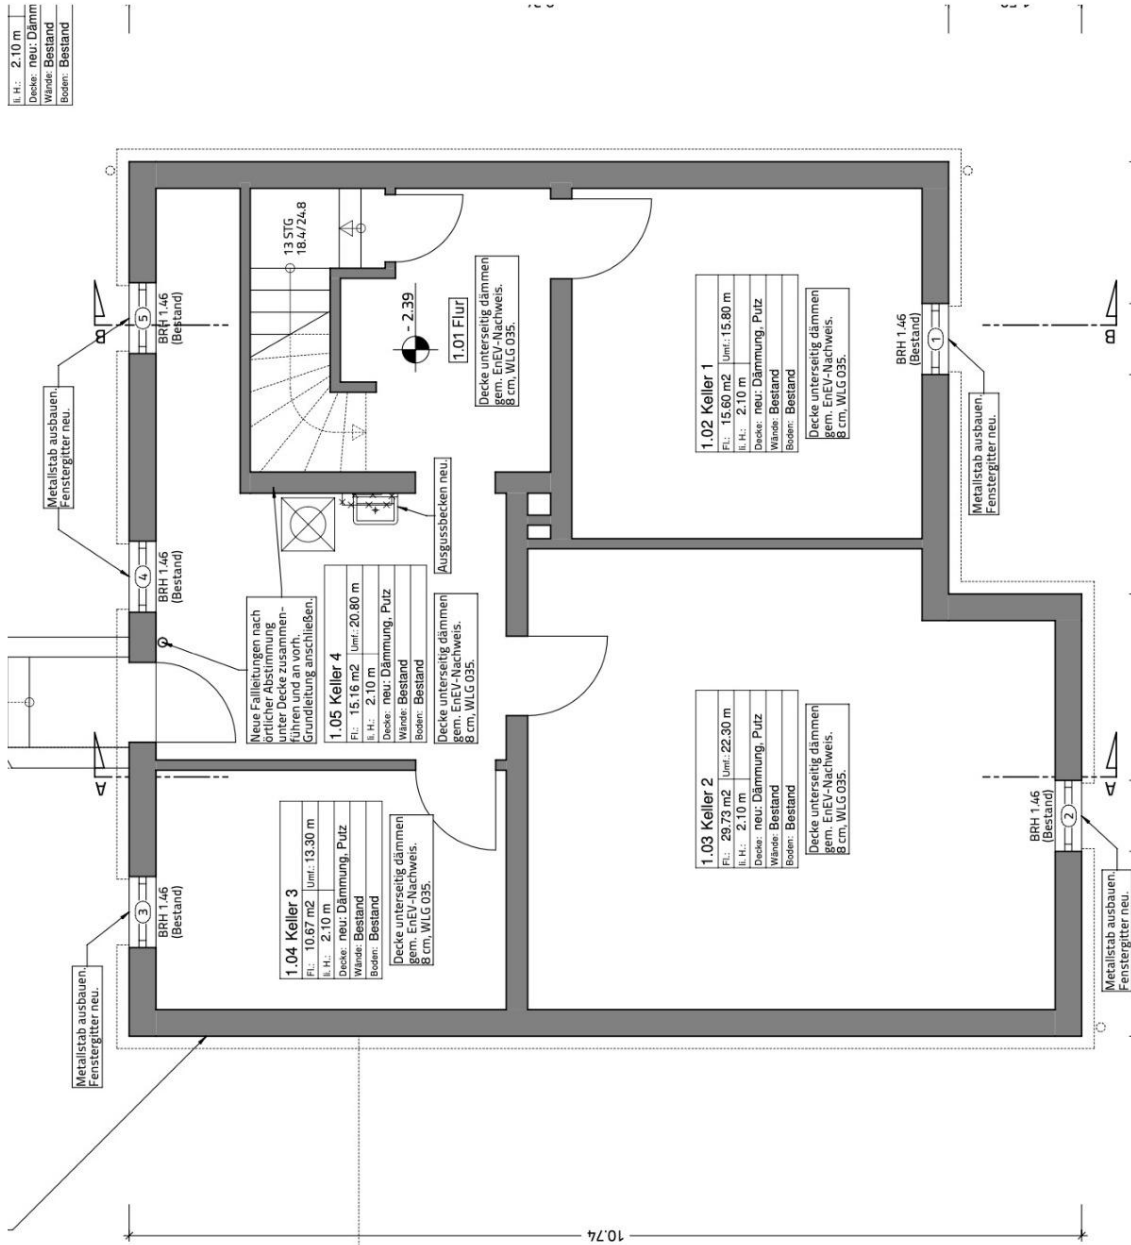 li. H.: 2.10 m
Decke: neu: Dämm
Wände: Bestand
Boden: Bestand
Metallstab ausbauen.
Fenstergitter neu.
Metallstab ausbauen.
Fenstergitter neu.
3
BRH 1.46
(Bestand)
4
BRH 1.46
(Bestand)
5
BRH 1.46
(Bestand)
A
B
13 STG
18.4/24.8
Neue Fallleitungen nach
örtlicher Abstimmung
unter Decke zusammen-
führen und an vorh.
Grundleitung anschließen.
1.04 Keller 3
Fl.: 10.67 m2 Umf.: 13.30 m
li. H.: 2.10 m
Decke: neu: Dämmung, Putz
Wände: Bestand
Boden: Bestand
Decke unterseitig dämmen
gem. EnEV-Nachweis.
8 cm, WLG 035.
1.05 Keller 4
Fl.: 15.16 m2 Umf.: 20.80 m
li. H.: 2.10 m
Decke: neu: Dämmung, Putz
Wände: Bestand
Boden: Bestand
Decke unterseitig dämmen
gem. EnEV-Nachweis.
8 cm, WLG 035.
Ausgussbecken neu.
- 2.39
1.01 Flur
Decke unterseitig dämmen
gem. EnEV-Nachweis.
8 cm, WLG 035.
1.03 Keller 2
Fl.: 29.73 m2 Umf.: 22.30 m
li. H.: 2.10 m
Decke: neu: Dämmung, Putz
Wände: Bestand
Boden: Bestand
Decke unterseitig dämmen
gem. EnEV-Nachweis.
8 cm, WLG 035.
1.02 Keller 1
Fl.: 15.60 m2 Umf.: 15.80 m
li. H.: 2.10 m
Decke: neu: Dämmung, Putz
Wände: Bestand
Boden: Bestand
Decke unterseitig dämmen
gem. EnEV-Nachweis.
8 cm, WLG 035.
BRH 1.46
(Bestand)
1
BRH 1.46
(Bestand)
2
Metallstab ausbauen.
Fenstergitter neu.
Metallstab ausbauen.
Fenstergitter neu.
A
B
10.74